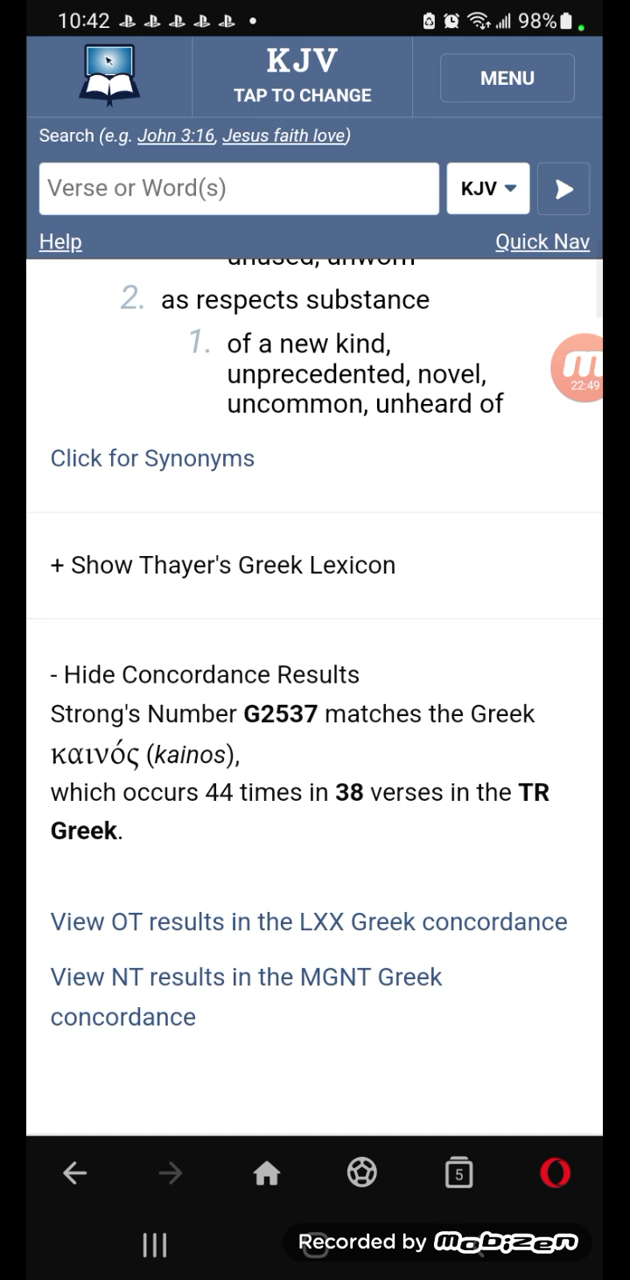 10:42
98%
KJV
TAP TO CHANGE
MENU
Search (e.g. John 3:16, Jesus faith love)
Verse or Word(s)
KJV
Help
Quick Nav
unused, unworn
2. as respects substance
1. of a new kind,
unprecedented, novel,
uncommon, unheard of
m
22:49
Click for Synonyms
+ Show Thayer's Greek Lexicon
- Hide Concordance Results
Strong's Number G2537 matches the Greek
καινός (kainos),
which occurs 44 times in 38 verses in the TR
Greek.
View OT results in the LXX Greek concordance
View NT results in the MGNT Greek
concordance
5
Recorded by mobizen